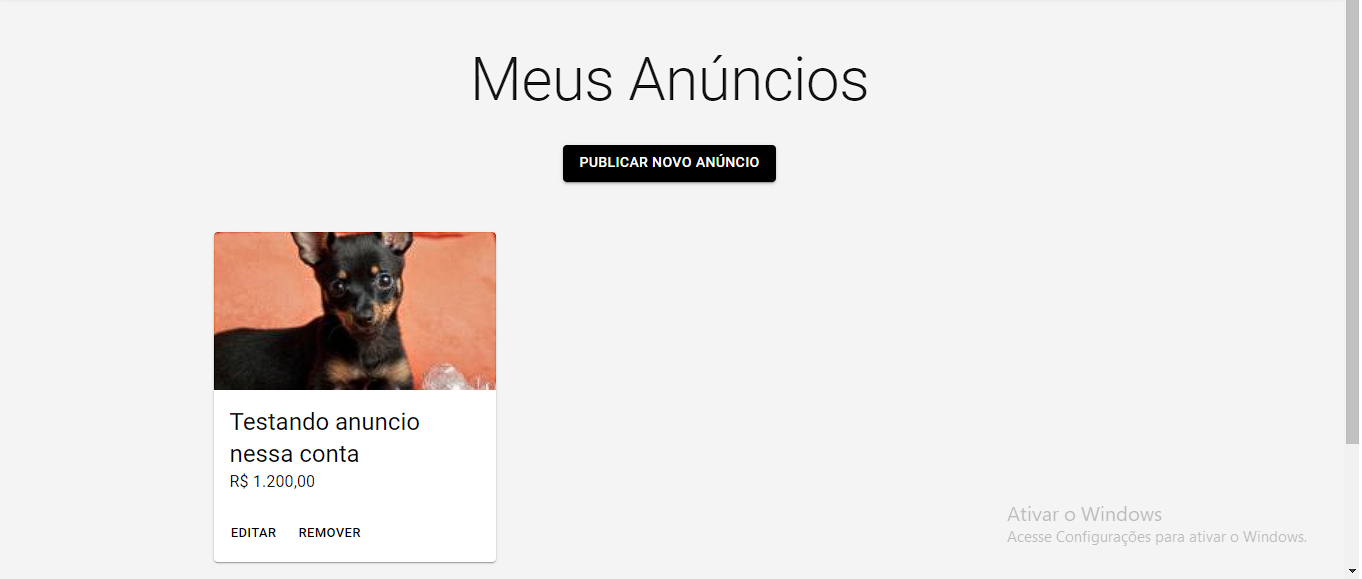 Meus Anúncios
PUBLICAR NOVO ANÚNCIO
Testando anuncio
nessa conta
R$ 1.200,00
EDITAR REMOVER
Ativar o Windows
Acesse Configurações para ativar o Windows.